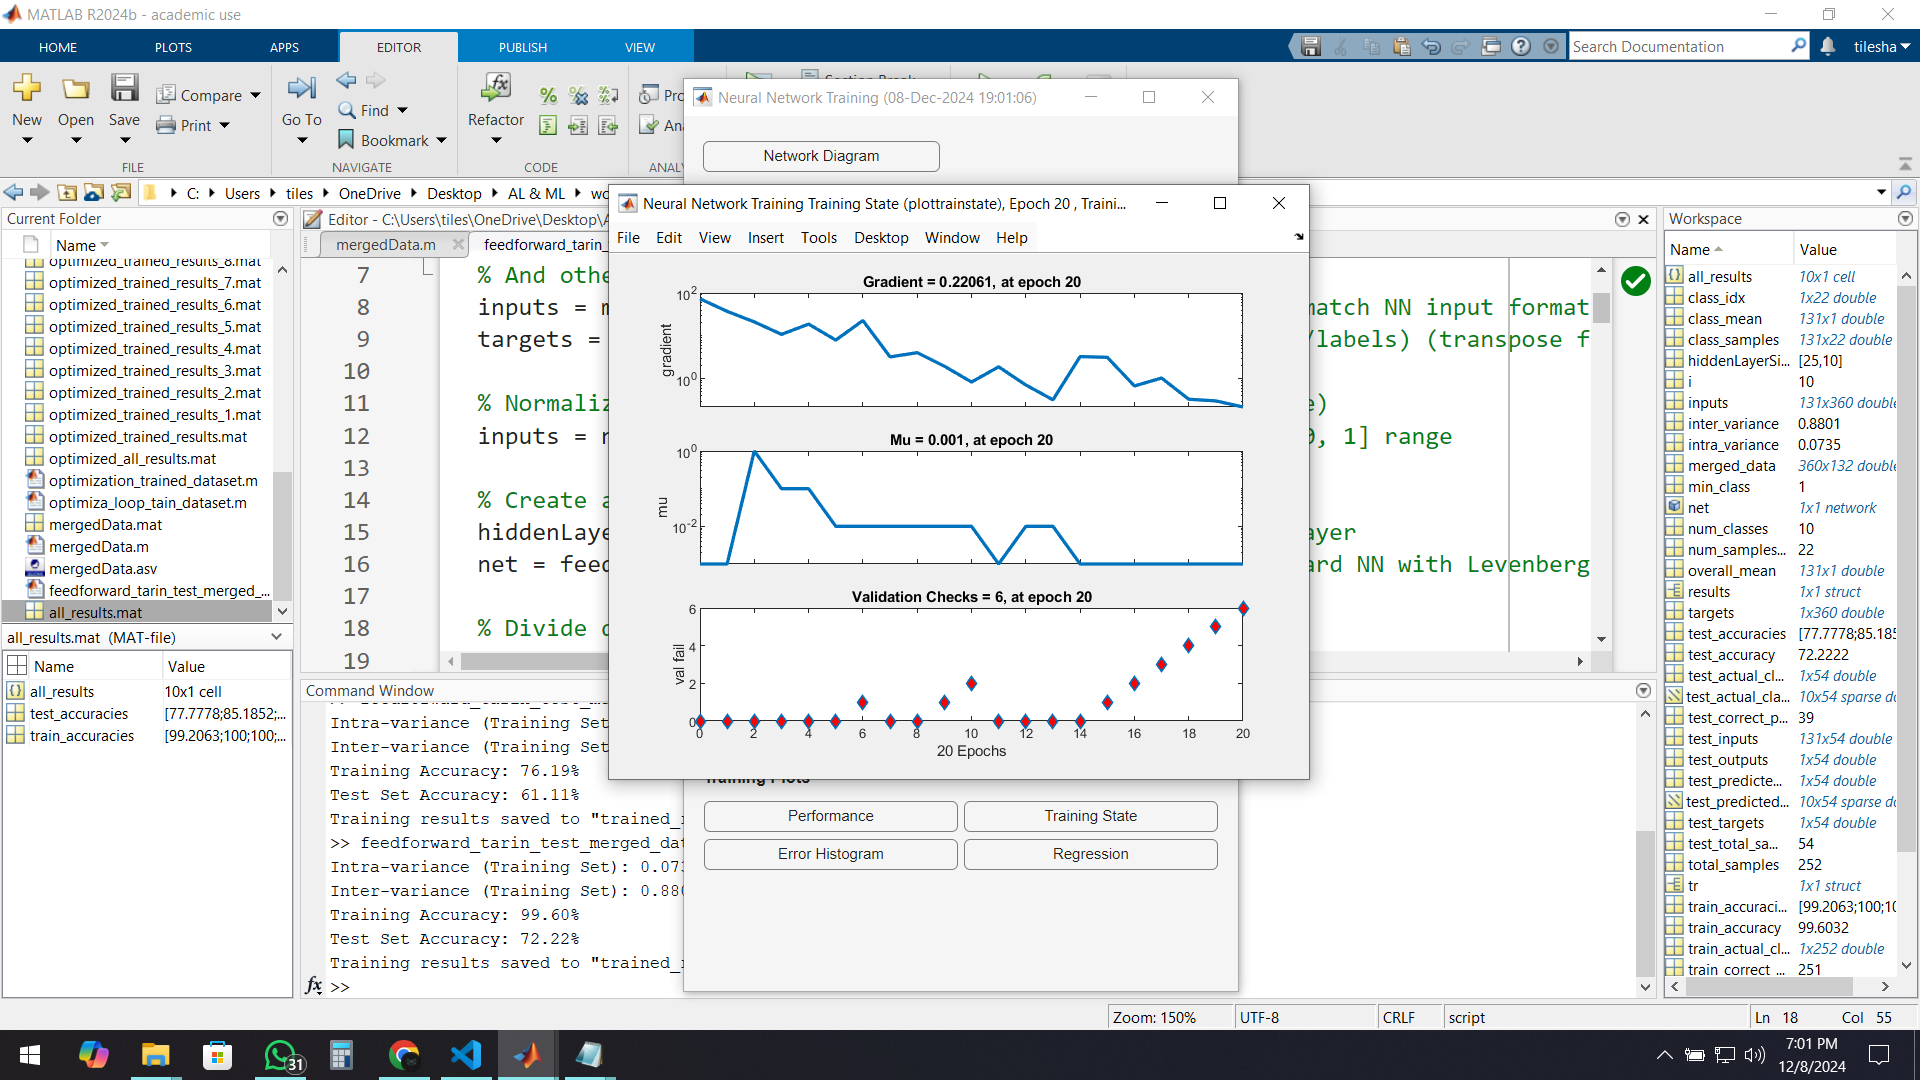 MATLAB R2024b - academic use
HOME PLOTS APPS EDITOR PUBLISH VIEW
Search Documentation
tilesha
New Open Save Compare Print
FILE
Go To Find Bookmark
NAVIGATE
Refactor
CODE
C: Users tiles OneDrive Desktop AL & ML
Current Folder
Name
optimized_trained_results_8.mat
optimized_trained_results_7.mat
optimized_trained_results_6.mat
optimized_trained_results_5.mat
optimized_trained_results_4.mat
optimized_trained_results_3.mat
optimized_trained_results_2.mat
optimized_trained_results_1.mat
optimized_trained_results.mat
optimized_all_results.mat
optimization_trained_dataset.m
optimiza_loop_tain_dataset.m
mergedData.mat
mergedData.m
mergedData.asv
feedforward_tarin_test_merged_...
all_results.mat
all_results.mat (MAT-file)
Name Value
all_results 10x1 cell
test_accuracies [77.7778;85.1852;...
train_accuracies [99.2063;100;100;...
Editor - C:\Users\tiles\OneDrive\Desktop\A
mergedData.m feedforward_tarin_
7 % And othe
8 inputs = m match NN input format
9 targets = /labels) (transpose f
10
11 % Normaliz e)
12 inputs = n 0, 1] range
13
14 % Create a
15 hiddenLaye ayer
16 net = feed ard NN with Levenberg
17
18 % Divide d
19
Neural Network Training (08-Dec-2024 19:01:06)
Network Diagram
Neural Network Training Training State (plottrainstate), Epoch 20 , Traini...
File Edit View Insert Tools Desktop Window Help
Gradient = 0.22061, at epoch 20
10^2
gradient
10^0
Mu = 0.001, at epoch 20
10^0
mu
10^-2
Validation Checks = 6, at epoch 20
6
4
val fail
2
0
0 2 4 6 8 10 12 14 16 18 20
20 Epochs
Training Plots
Performance Training State
Error Histogram Regression
Command Window
Intra-variance (Training Set
Inter-variance (Training Set
Training Accuracy: 76.19%
Test Set Accuracy: 61.11%
Training results saved to "trained_r
>> feedforward_tarin_test_merged_dat
Intra-variance (Training Set): 0.073
Inter-variance (Training Set): 0.880
Training Accuracy: 99.60%
Test Set Accuracy: 72.22%
Training results saved to "trained_r
fx >>
Workspace
Name Value
all_results 10x1 cell
class_idx 1x22 double
class_mean 131x1 double
class_samples 131x22 double
hiddenLayerSi... [25,10]
i 10
inputs 131x360 double
inter_variance 0.8801
intra_variance 0.0735
merged_data 360x132 double
min_class 1
net 1x1 network
num_classes 10
num_samples... 22
overall_mean 131x1 double
results 1x1 struct
targets 1x360 double
test_accuracies [77.7778;85.185
test_accuracy 72.2222
test_actual_cl... 1x54 double
test_actual_cla... 10x54 sparse do
test_correct_p... 39
test_inputs 131x54 double
test_outputs 1x54 double
test_predicte... 1x54 double
test_predicted... 10x54 sparse do
test_targets 1x54 double
test_total_sa... 54
total_samples 252
tr 1x1 struct
train_accuraci... [99.2063;100;10
train_accuracy 99.6032
train_actual_cl... 1x252 double
train_correct_... 251
Zoom: 150% UTF-8 CRLF script Ln 18 Col 55
31
7:01 PM
12/8/2024